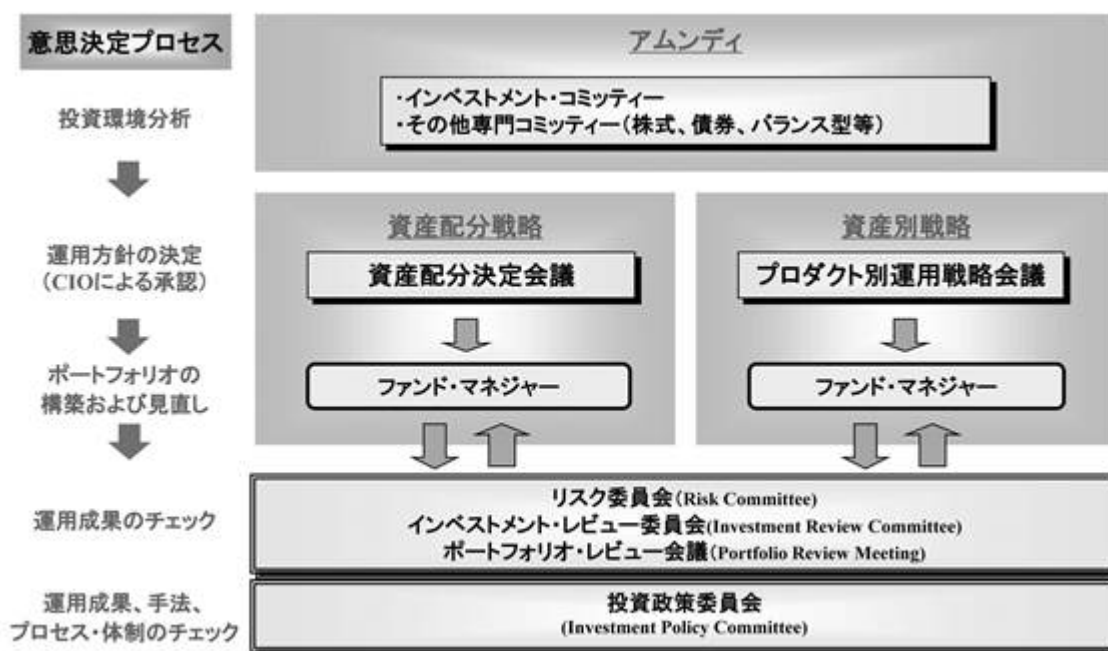 意思決定プロセス
アムンディ
・インベストメント・コミッティー
・その他専門コミッティー（株式、債券、バランス型等）
投資環境分析
資産配分戦略
資産別戦略
運用方針の決定
（CIOによる承認）
資産配分決定会議
プロダクト別運用戦略会議
ポートフォリオの
構築および見直し
ファンド・マネジャー
ファンド・マネジャー
運用成果のチェック
リスク委員会（Risk Committee）
インベストメント・レビュー委員会(Investment Review Committee)
ポートフォリオ・レビュー会議（Portfolio Review Meeting)
運用成果、手法、
プロセス・体制のチェック
投資政策委員会
(Investment Policy Committee)